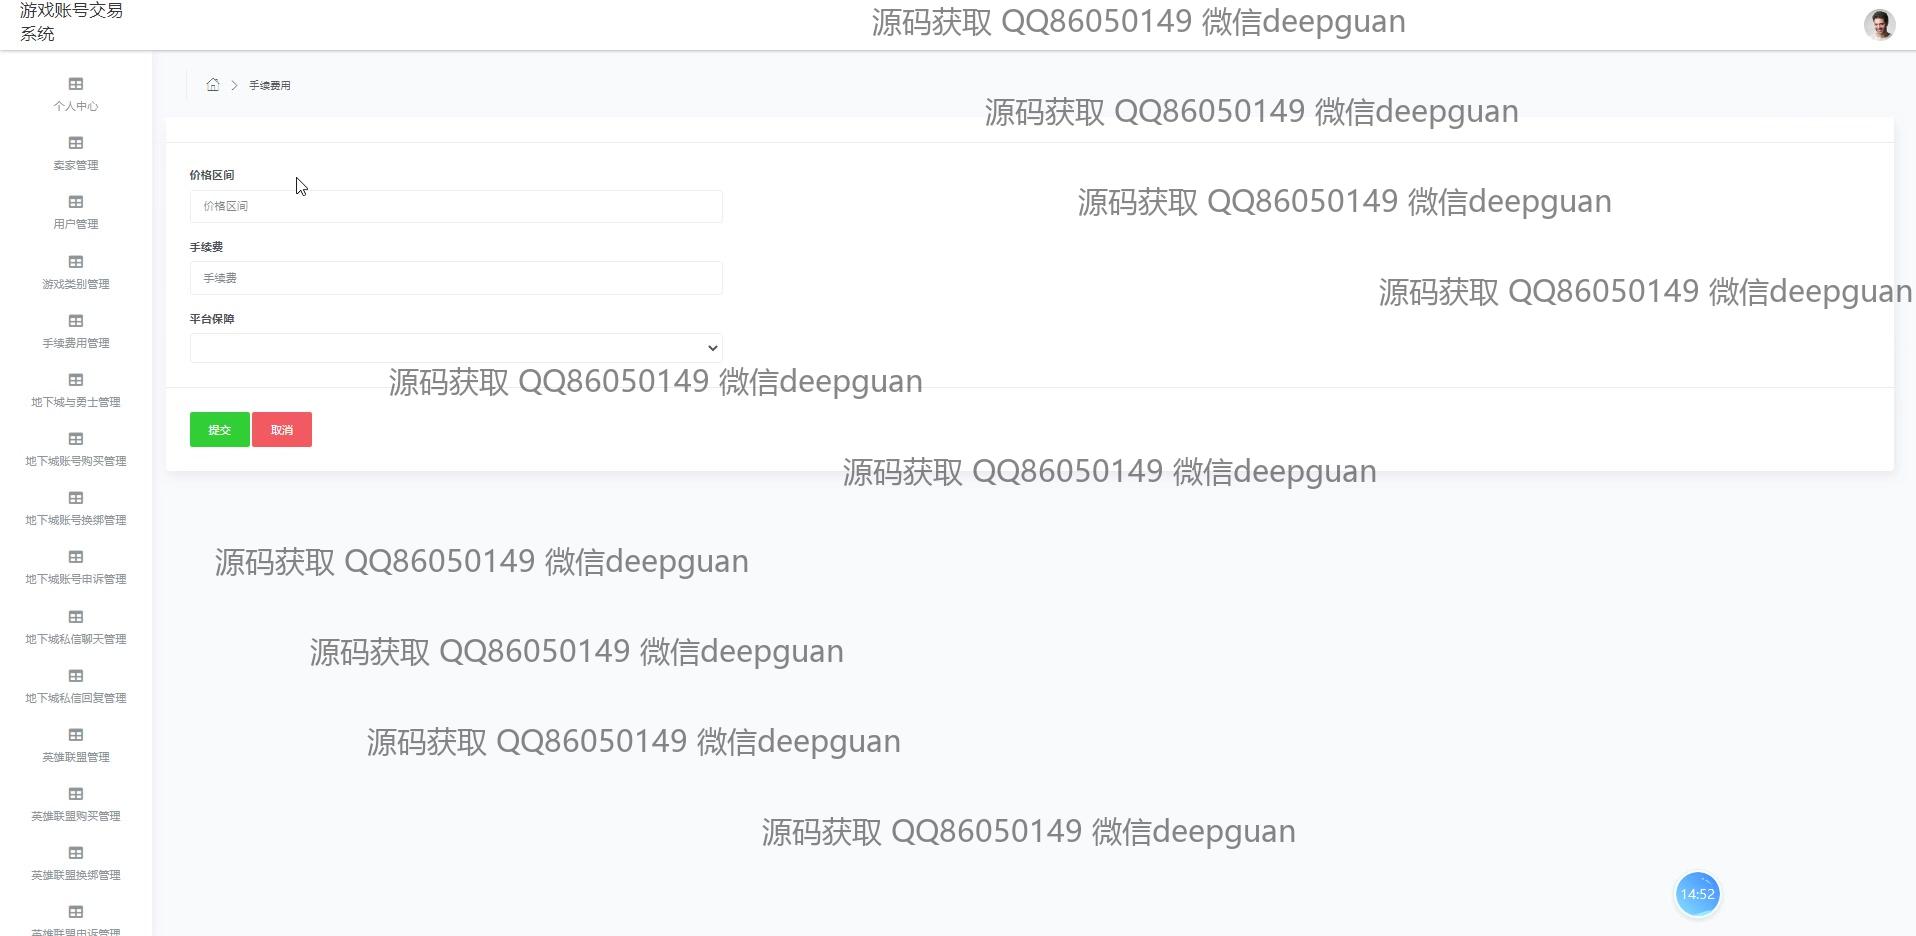 游戏账号交易
系统
源码获取 QQ86050149 微信deepguan
个人中心
卖家管理
用户管理
游戏类别管理
手续费用管理
地下城与勇士管理
地下城账号购买管理
地下城账号换绑管理
地下城账号申诉管理
地下城私信聊天管理
地下城私信回复管理
英雄联盟管理
英雄联盟购买管理
英雄联盟换绑管理
英雄联盟申诉管理
手续费用
源码获取 QQ86050149 微信deepguan
价格区间
价格区间
源码获取 QQ86050149 微信deepguan
手续费
手续费
源码获取 QQ86050149 微信deepguan
平台保障
源码获取 QQ86050149 微信deepguan
提交 取消
源码获取 QQ86050149 微信deepguan
源码获取 QQ86050149 微信deepguan
源码获取 QQ86050149 微信deepguan
源码获取 QQ86050149 微信deepguan
源码获取 QQ86050149 微信deepguan
14:52